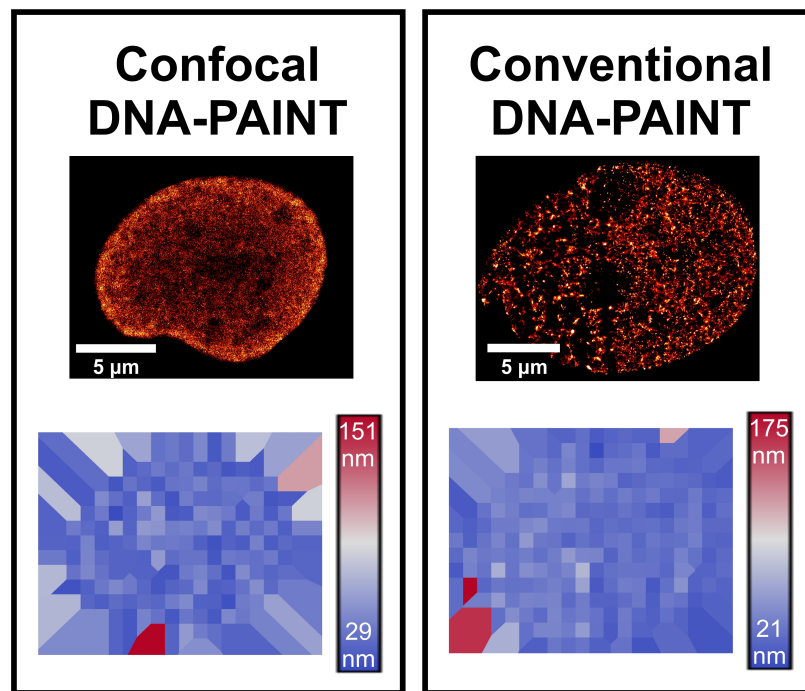 Confocal
DNA-PAINT
5 µm
151
nm
29
nm
Conventional
DNA-PAINT
5 µm
175
nm
21
nm